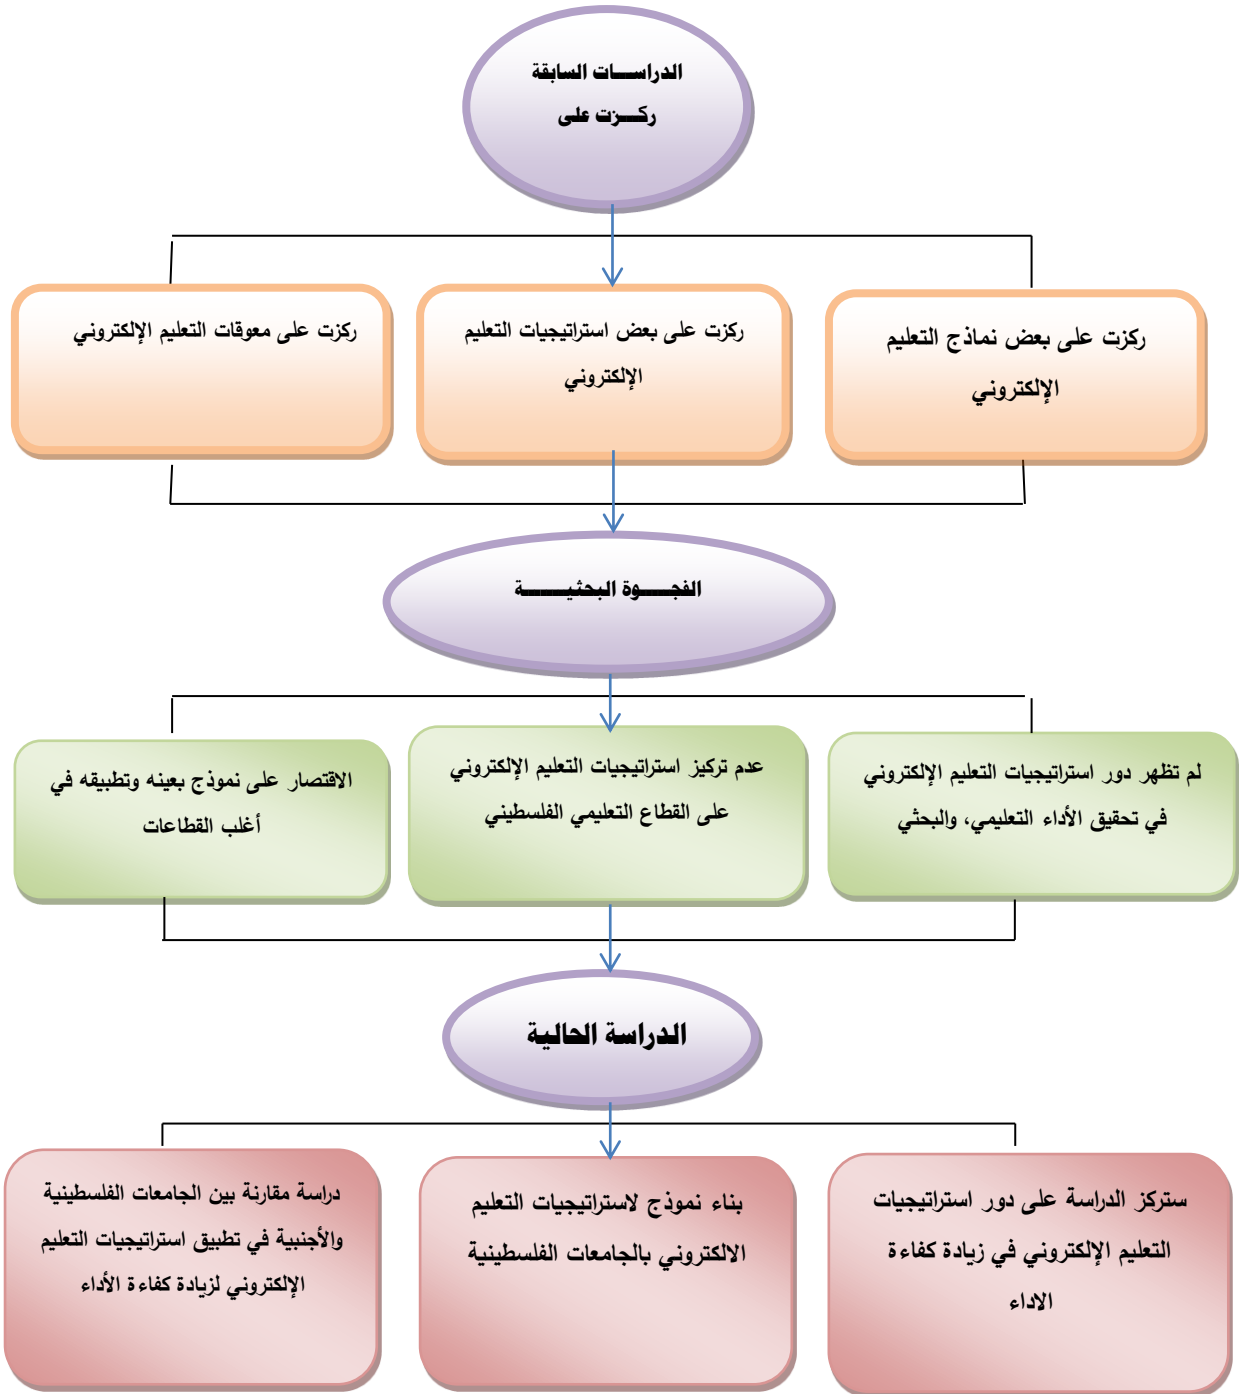 الدراسات السابقة
ركزت على
ركزت على بعض نماذج التعليم
الإلكتروني
ركزت على بعض استراتيجيات التعليم
الإلكتروني
ركزت على معوقات التعليم الإلكتروني
الفجوة البحثية
لم تظهر دور استراتيجيات التعليم الإلكتروني
في تحقيق الأداء التعليمي، والبحثي
عدم تركيز استراتيجيات التعليم الإلكتروني
على القطاع التعليمي الفلسطيني
الاقتصار على نموذج بعينه وتطبيقه في
أغلب القطاعات
الدراسة الحالية
ستركز الدراسة على دور استراتيجيات
التعليم الإلكتروني في زيادة كفاءة
الاداء
بناء نموذج لاستراتيجيات التعليم
الالكتروني بالجامعات الفلسطينية
دراسة مقارنة بين الجامعات الفلسطينية
والأجنبية في تطبيق استراتيجيات التعليم
الإلكتروني لزيادة كفاءة الأداء